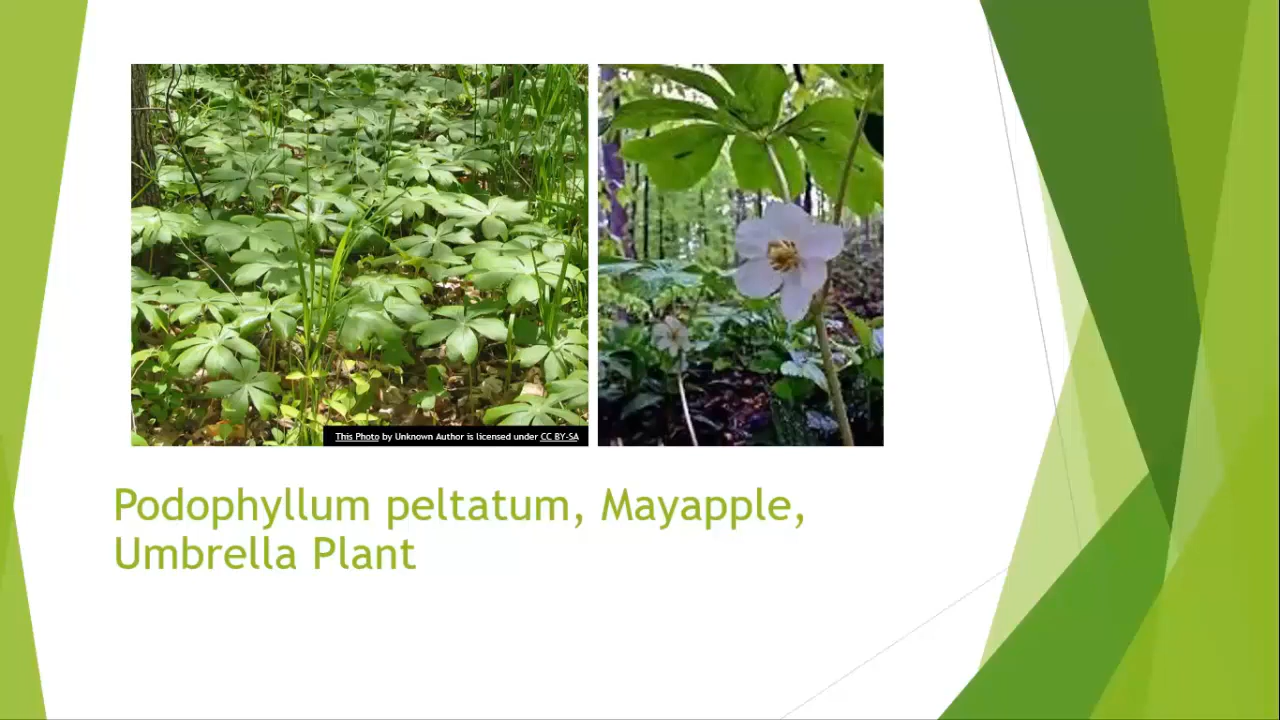 This Photo by Unknown Author is licensed under CC BY-SA
Podophyllum peltatum, Mayapple,
Umbrella Plant